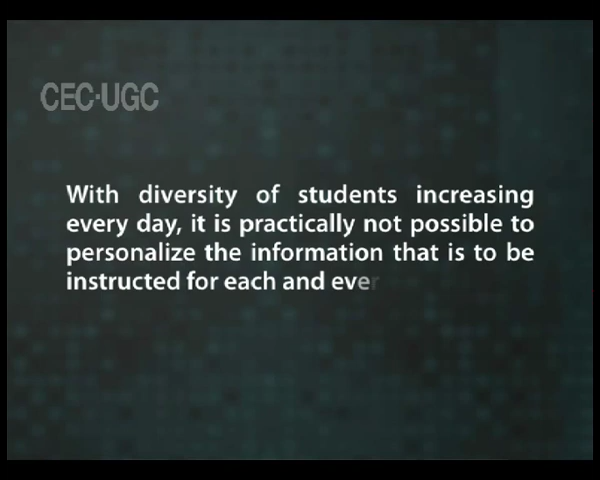 CEC-UGC
With diversity of students increasing
every day, it is practically not possible to
personalize the information that is to be
instructed for each and ever